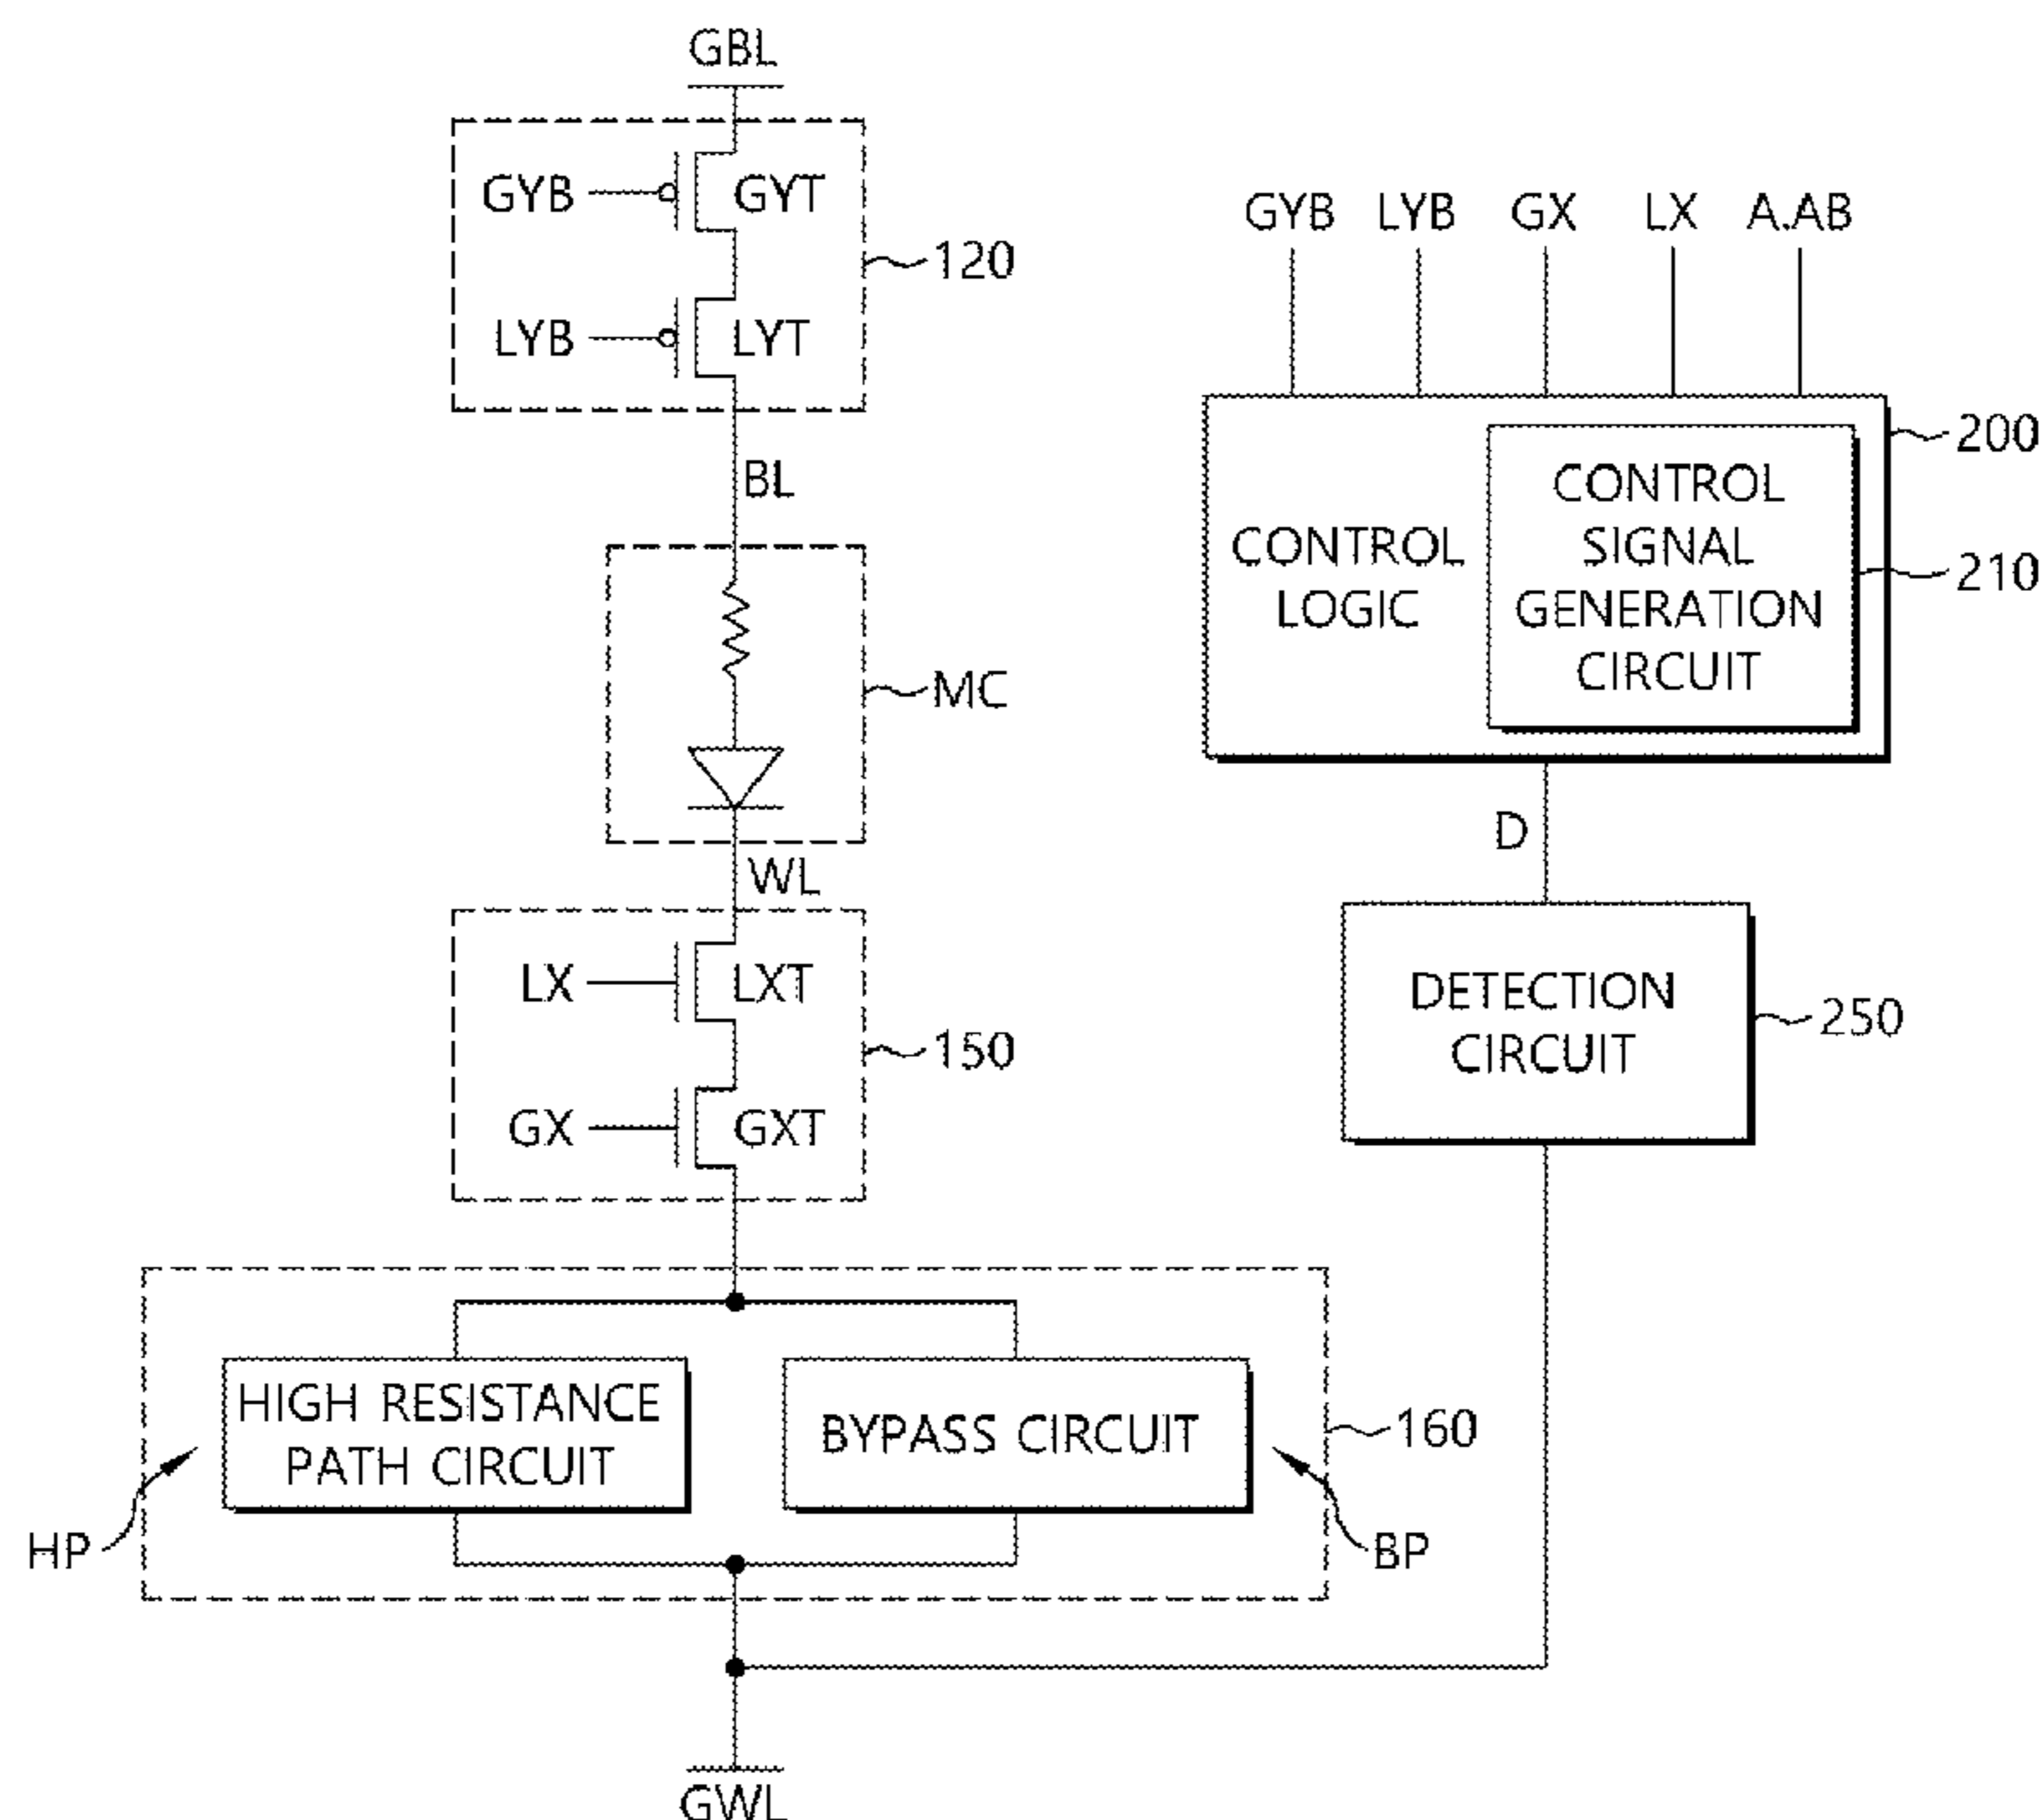 GBL
GYB
GYT
120
LYB
LYT
BL
MC
WL
LX
LXT
150
GX
GXT
HIGH RESISTANCE
PATH CIRCUIT
BYPASS CIRCUIT
160
HP
BP
GWL
GYB LYB GX LX A.AB
200
CONTROL
LOGIC
CONTROL
SIGNAL
GENERATION
CIRCUIT
210
D
DETECTION
CIRCUIT
250